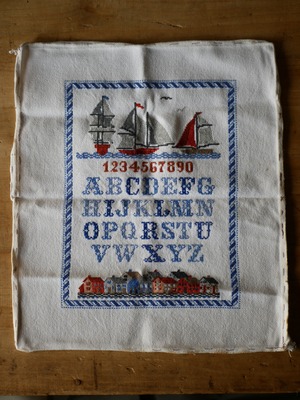 1234567890
ABCDEFG
HIJKLMN
OPQRSTU
VWXYZ